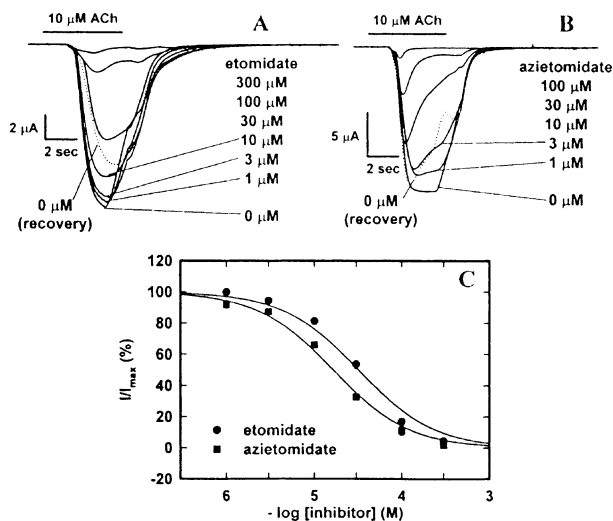 10 µM ACh
A
etomidate
300 µM
100 µM
30 µM
10 µM
3 µM
1 µM
0 µM
2 µA
2 sec
0 µM
(recovery)
10 µM ACh
B
azietomidate
100 µM
30 µM
10 µM
3 µM
1 µM
0 µM
5 µA
2 sec
0 µM
(recovery)
C
120
100
80
60
40
20
0
I/Imax (%)
etomidate
azietomidate
6 5 4 3
- log [inhibitor] (M)